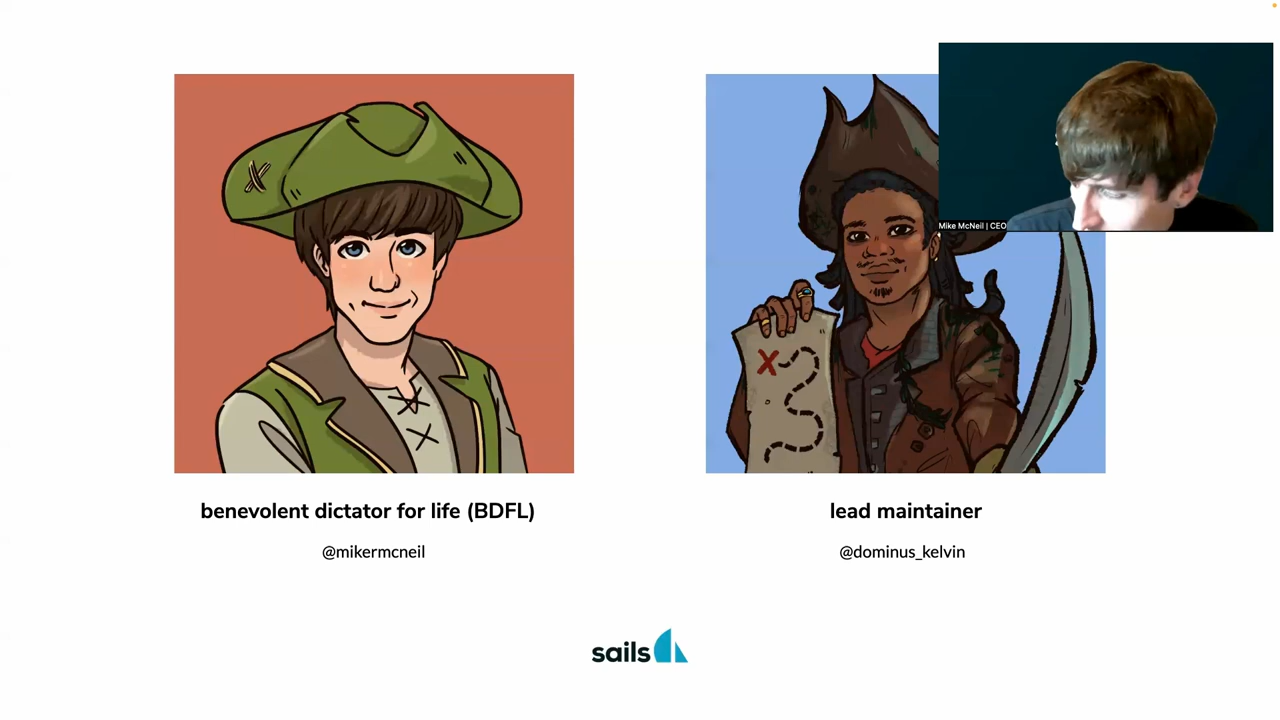 Mike McNeil | CEO
benevolent dictator for life (BDFL)
@mikermcneil
lead maintainer
@dominus_kelvin
sails